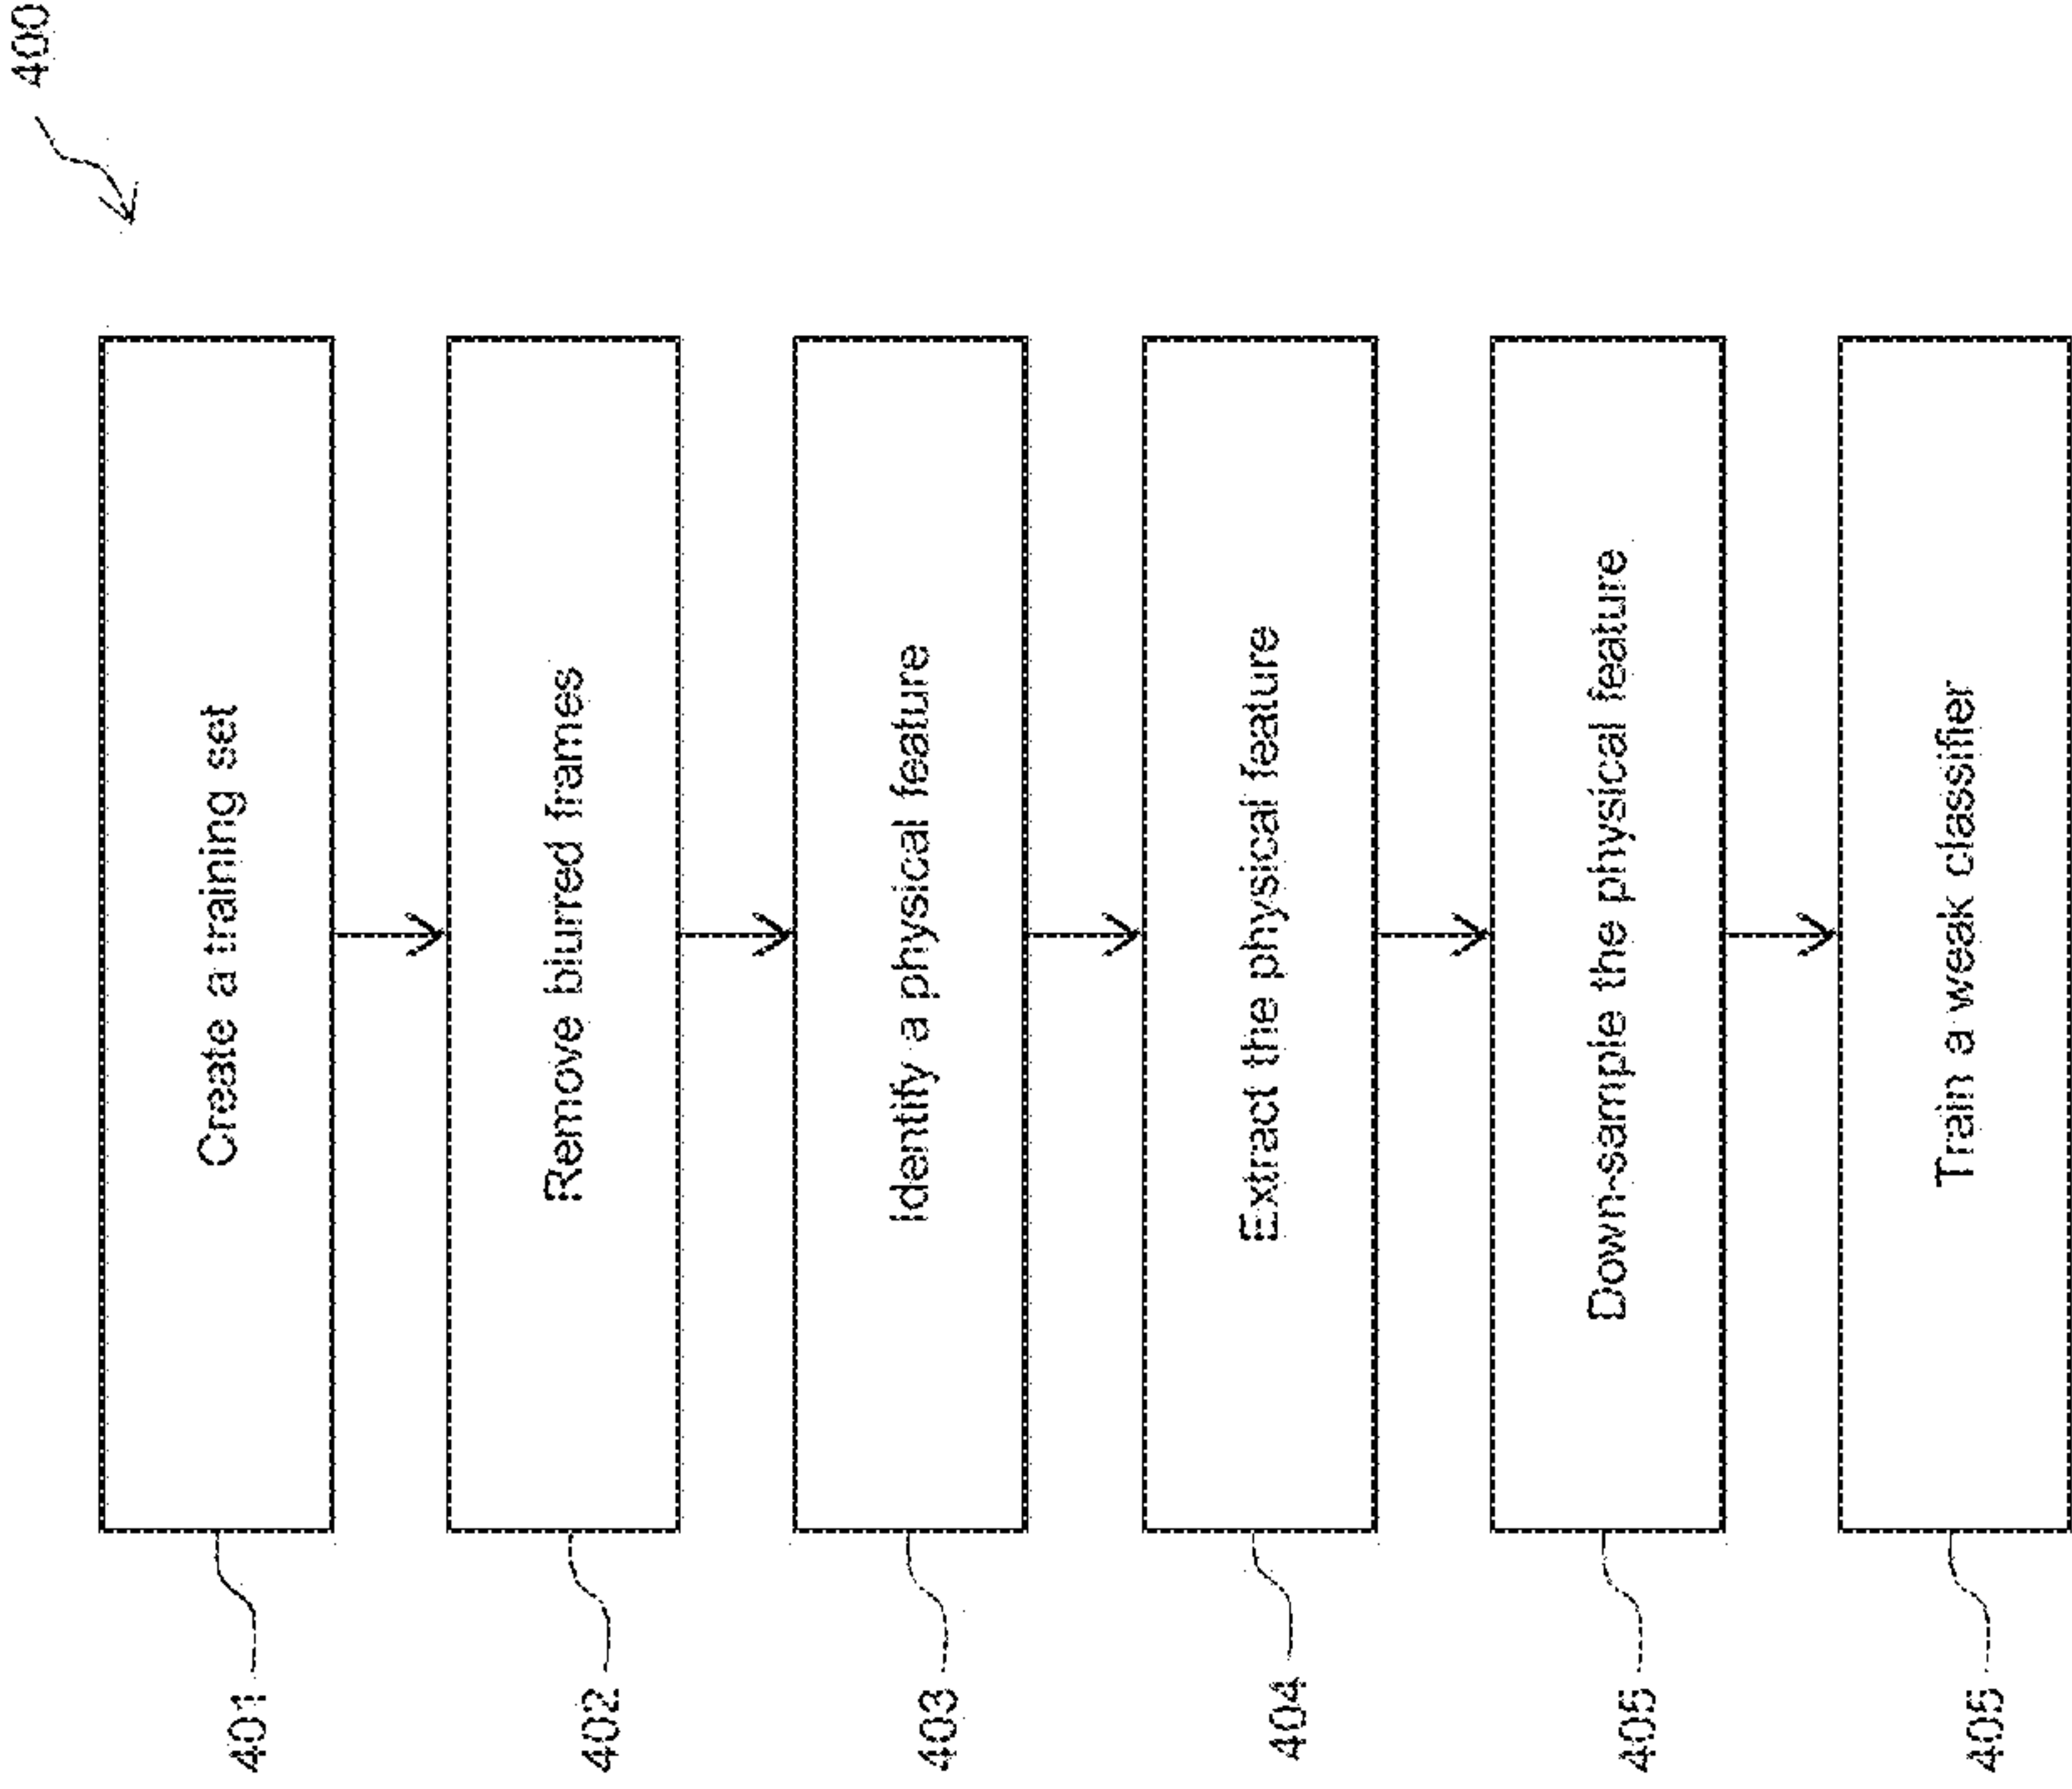 400
401
Create a training set
402
Remove blurred frames
403
Identify a physical feature
404
Extract the physical feature
405
Down-sample the physical feature
405
Train a weak classifier